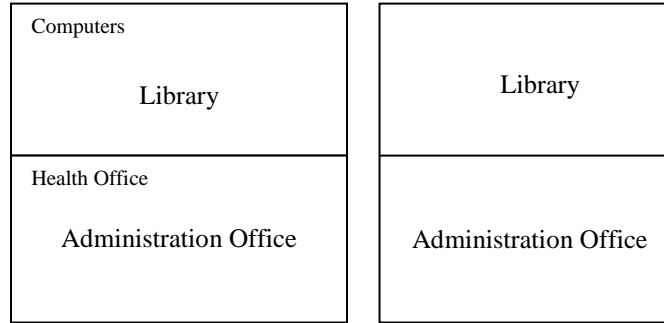 Computers
Library
Health Office
Administration Office
Library
Administration Office